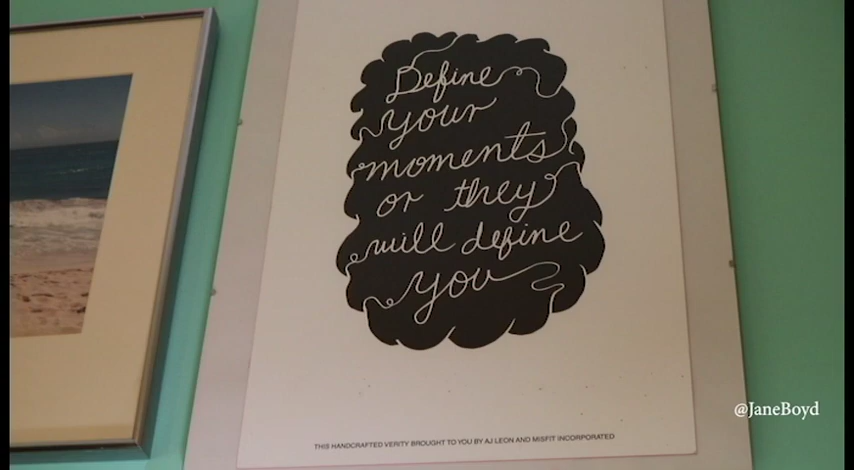 Define
your
moments
or they
will define
you
THIS HANDCRAFTED VERITY BROUGHT TO YOU BY AJ LEON AND MISFIT INCORPORATED
@JaneBoyd